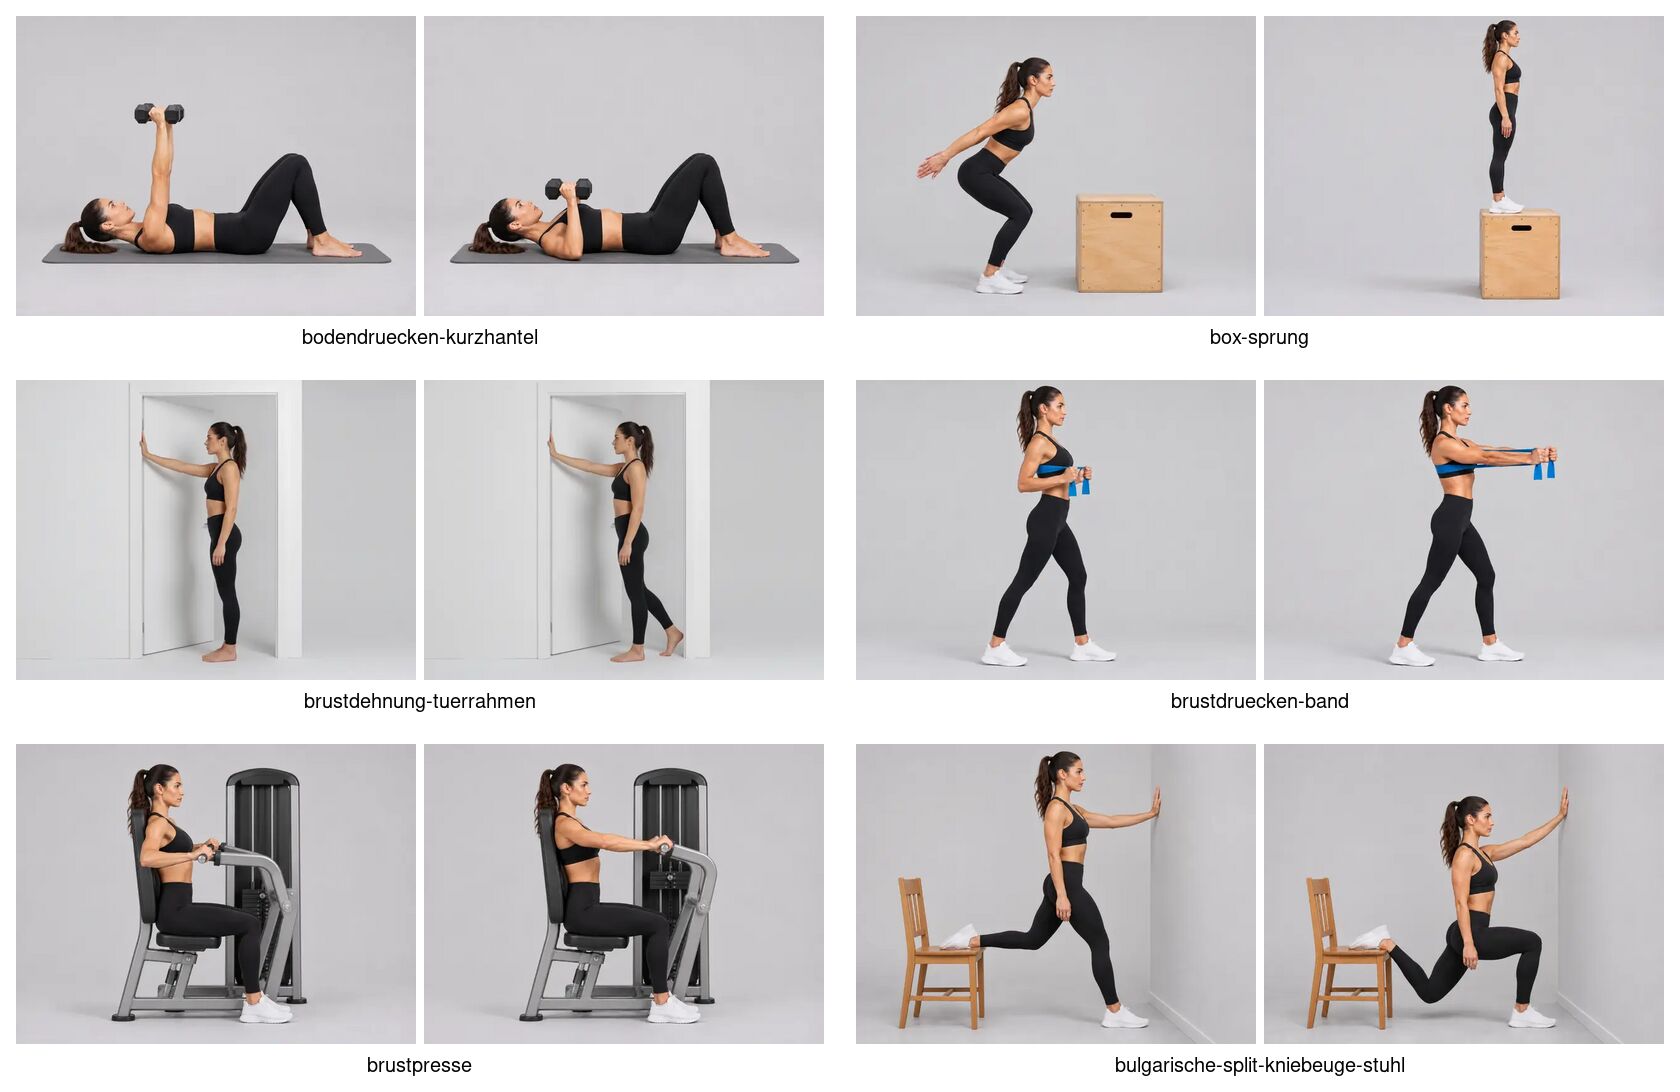 bodendruecken-kurzhantel
box-sprung
brustdehnung-tuerrahmen
brustdruecken-band
brustpresse
bulgarische-split-kniebeuge-stuhl